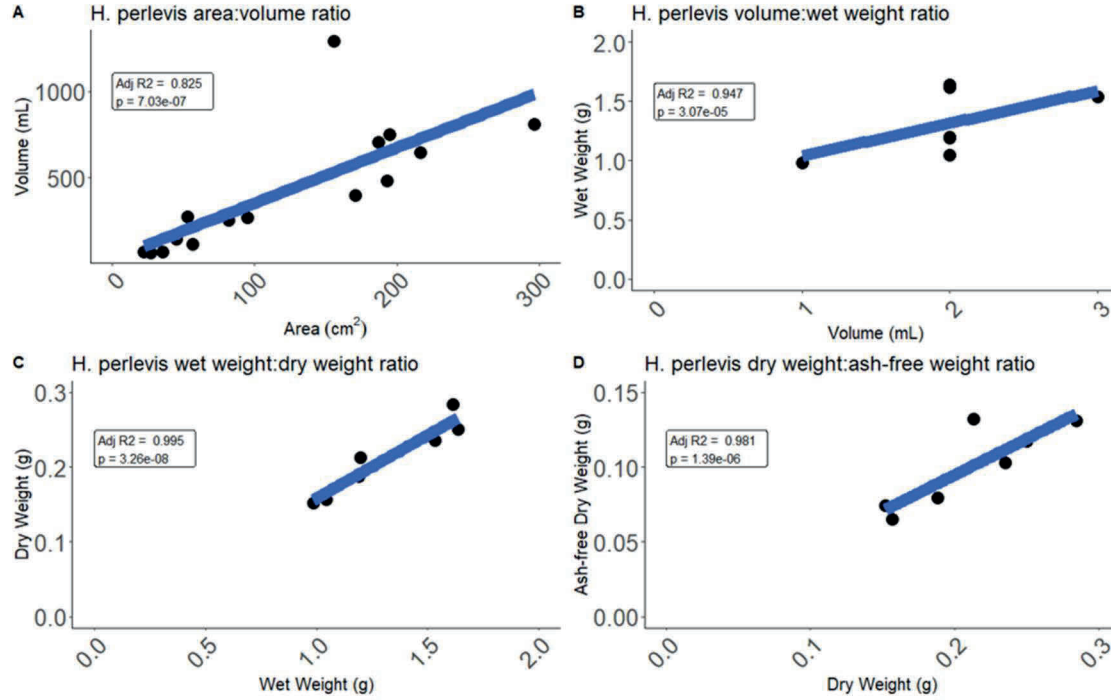 A H. perlevis area:volume ratio
Adj R2 = 0.825
p = 7.03e-07
Volume (mL)
1000
500
0
100
200
300
Area (cm²)
B H. perlevis volume:wet weight ratio
Adj R2 = 0.947
p = 3.07e-05
Wet Weight (g)
2.0
1.5
1.0
0.5
0.0
0
1
2
3
Volume (mL)
C H. perlevis wet weight:dry weight ratio
Adj R2 = 0.995
p = 3.26e-08
Dry Weight (g)
0.3
0.2
0.1
0.0
0.0
0.5
1.0
1.5
2.0
Wet Weight (g)
D H. perlevis dry weight:ash-free weight ratio
Adj R2 = 0.981
p = 1.39e-06
Ash-free Dry Weight (g)
0.15
0.10
0.05
0.00
0.0
0.1
0.2
0.3
Dry Weight (g)